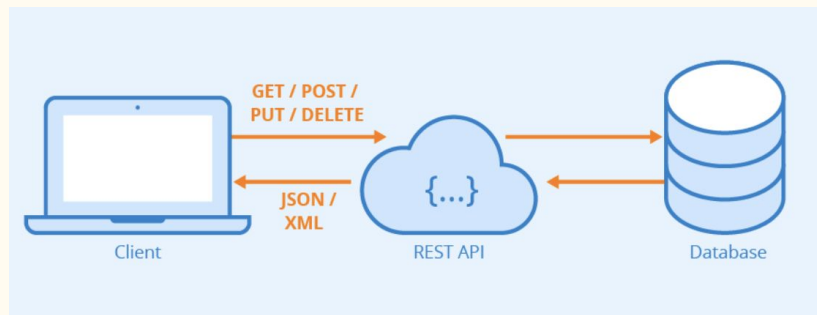 GET / POST /
PUT / DELETE
{...}
JSON /
XML
Client
REST API
Database